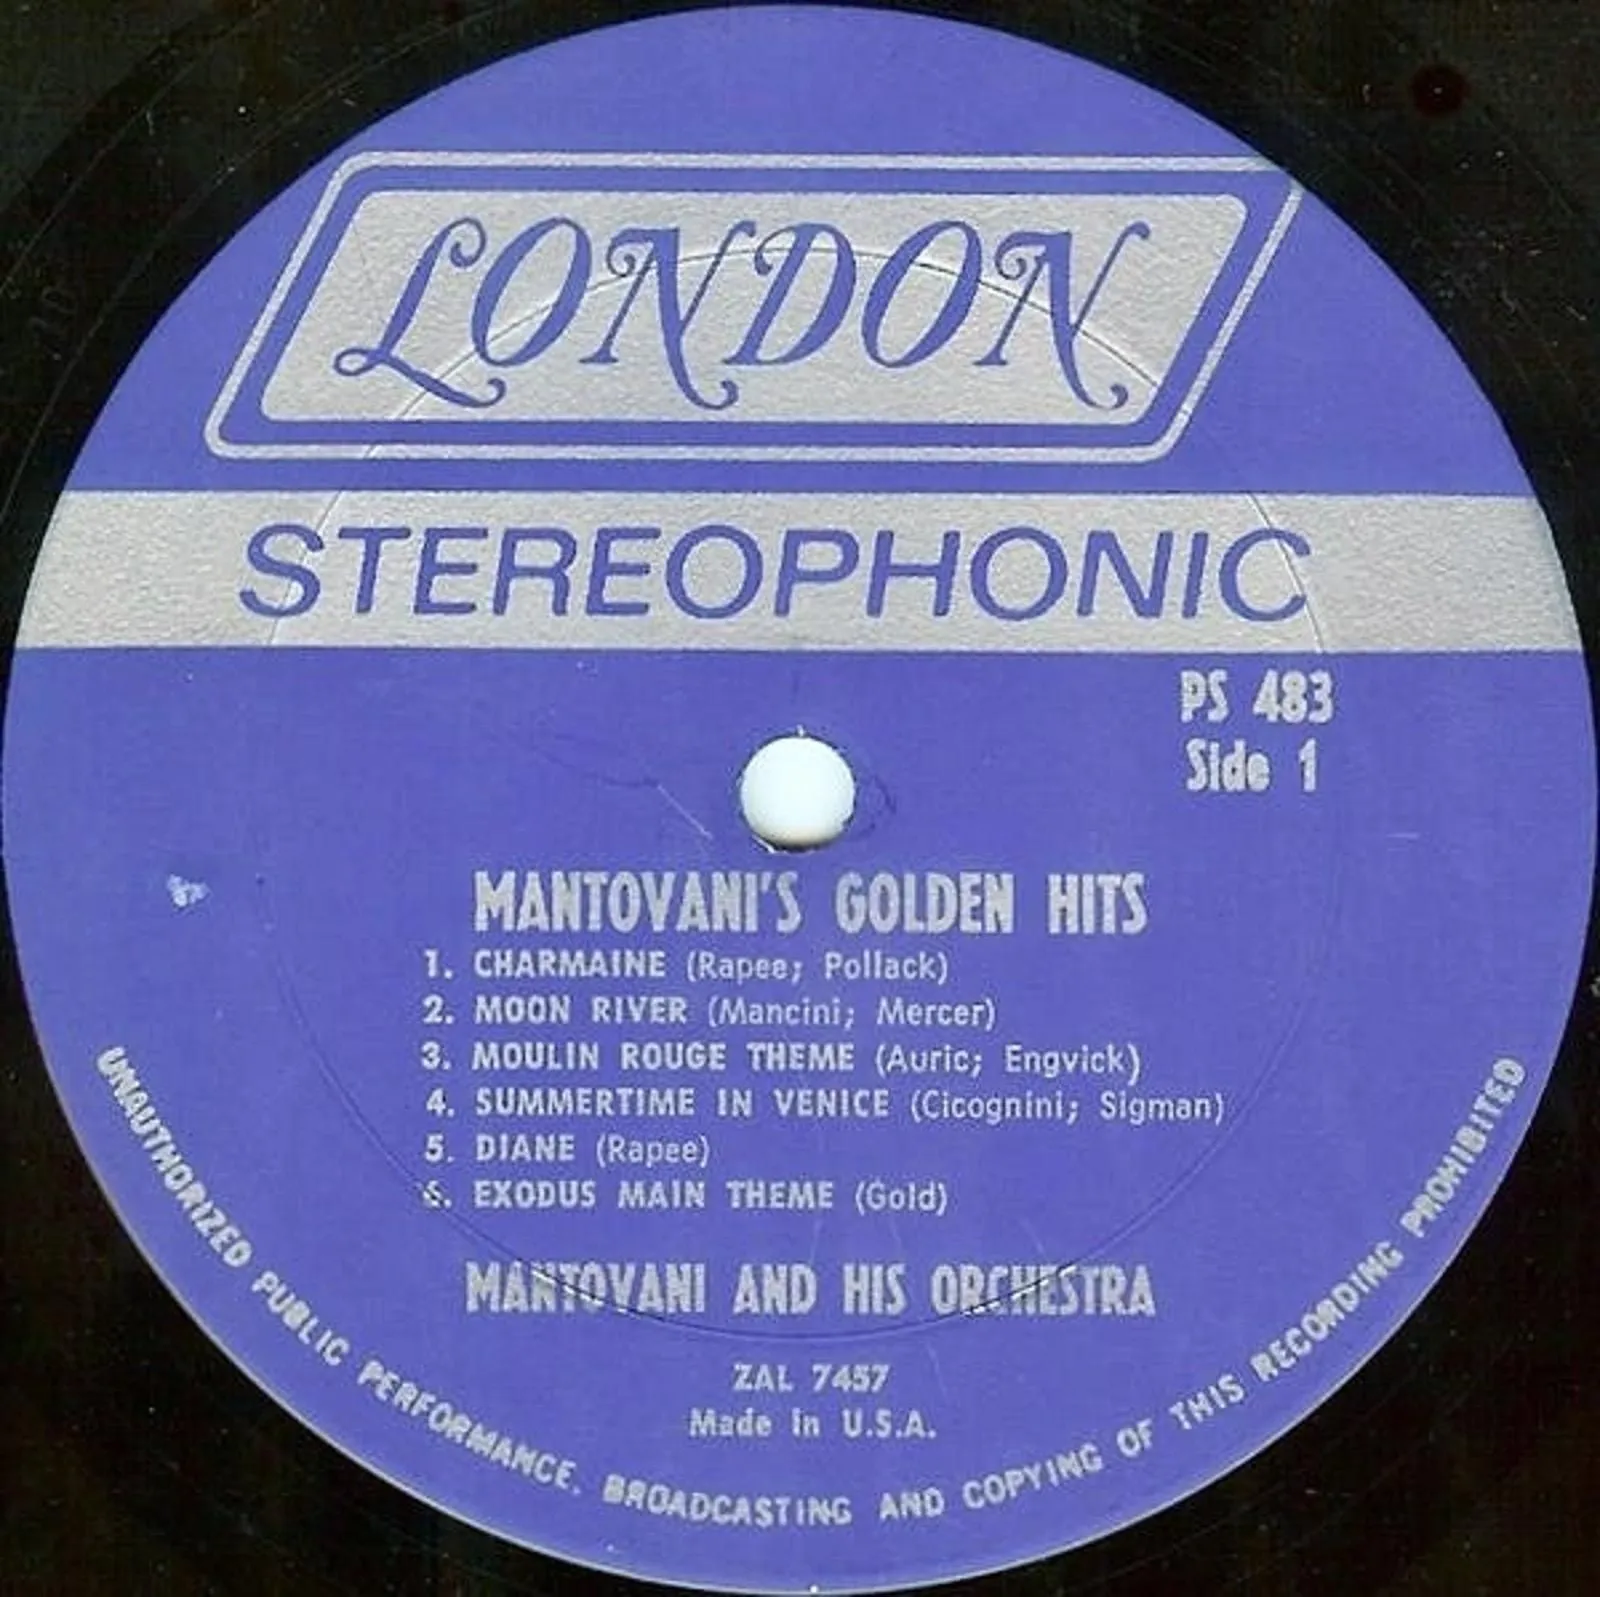 LONDON
STEREOPHONIC
PS 483
Side 1
MANTOVANI'S GOLDEN HITS
1. CHARMAINE (Rapee; Pollack)
2. MOON RIVER (Mancini; Mercer)
3. MOULIN ROUGE THEME (Auric; Engvick)
4. SUMMERTIME IN VENICE (Cicognini; Sigman)
5. DIANE (Rapee)
6. EXODUS MAIN THEME (Gold)
MANTOVANI AND HIS ORCHESTRA
ZAL 7457
Made in U.S.A.
UNAUTHORIZED PUBLIC PERFORMANCE, BROADCASTING AND COPYING OF THIS RECORDING PROHIBITED